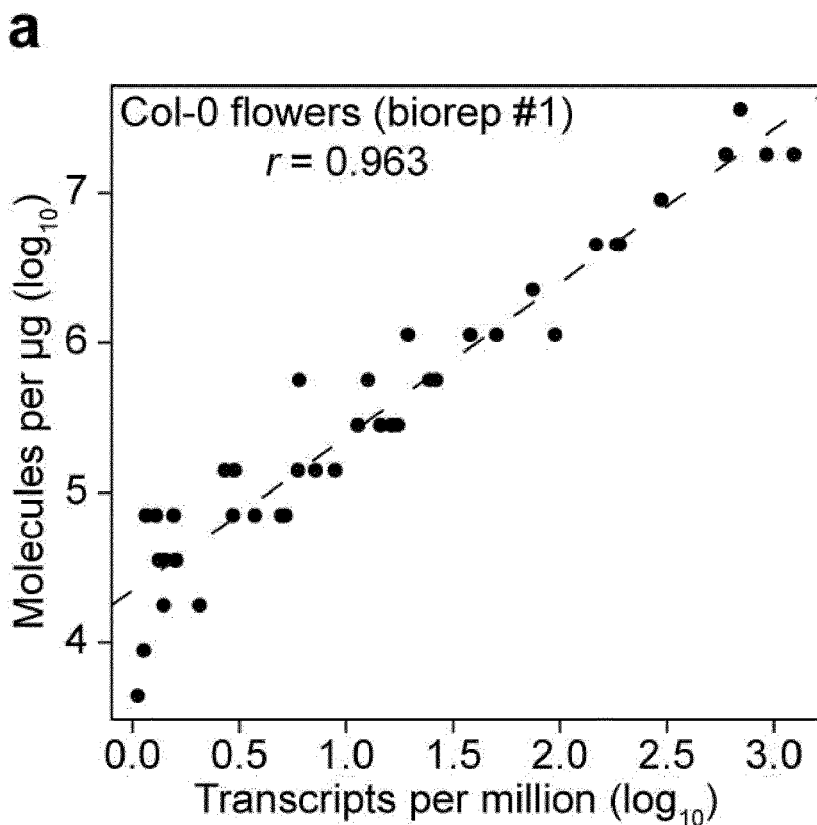 a
Col-0 flowers (biorep #1)
r = 0.963
Molecules per µg (log10)
7
6
5
4
0.0 0.5 1.0 1.5 2.0 2.5 3.0
Transcripts per million (log10)